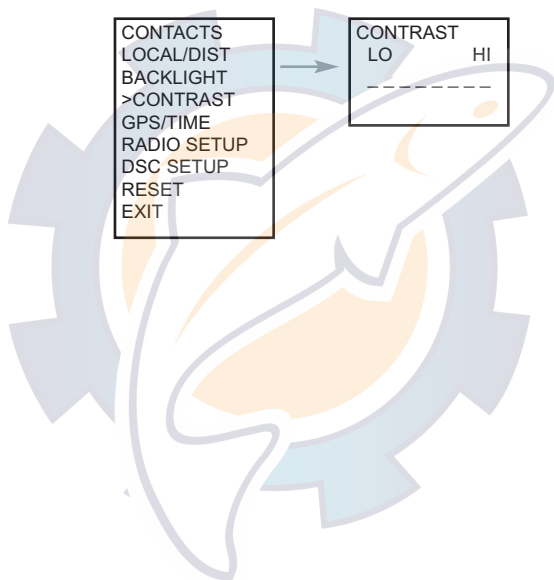 CONTACTS
LOCAL/DIST
BACKLIGHT
>CONTRAST
GPS/TIME
RADIO SETUP
DSC SETUP
RESET
EXIT
CONTRAST
LO HI
_ _ _ _ _ _ _ _